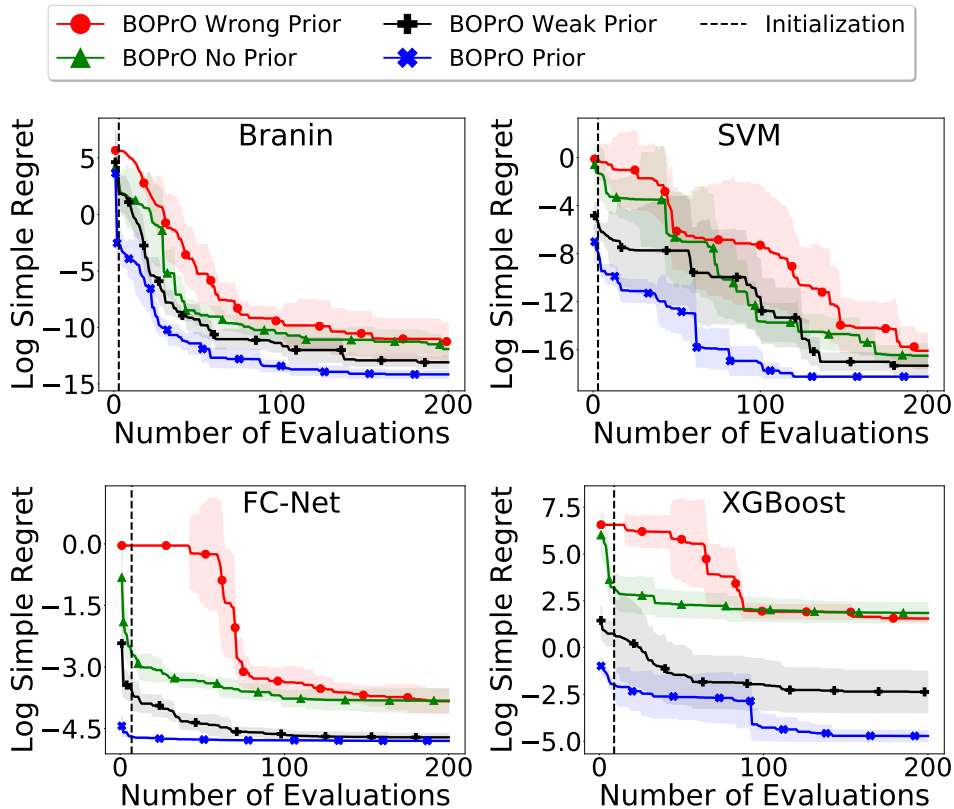 BOPrO Wrong Prior
BOPrO Weak Prior
Initialization
BOPrO No Prior
BOPrO Prior
Branin
Log Simple Regret
5
0
−5
−10
−15
0
100
200
Number of Evaluations
SVM
Log Simple Regret
0
−4
−8
−12
−16
0
100
200
Number of Evaluations
FC-Net
Log Simple Regret
0.0
−1.5
−3.0
−4.5
0
100
200
Number of Evaluations
XGBoost
Log Simple Regret
7.5
5.0
2.5
0.0
−2.5
−5.0
0
100
200
Number of Evaluations